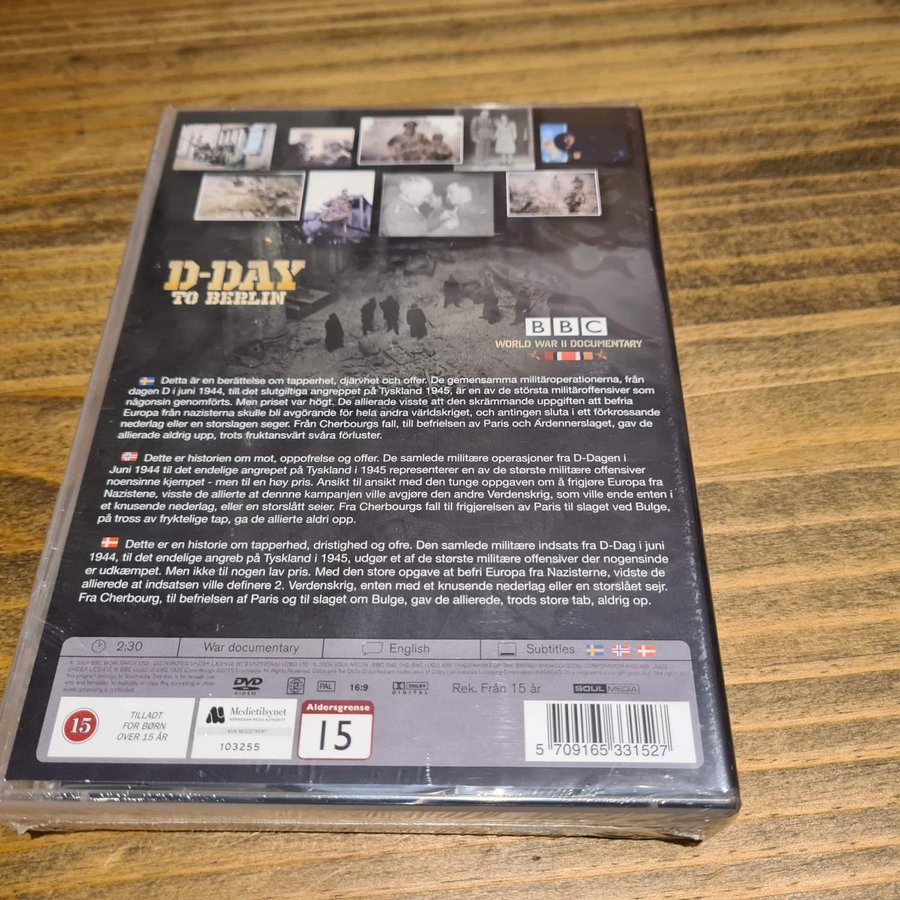 D-DAY
TO BERLIN
BBC
WORLD WAR II DOCUMENTARY
Detta är en berättelse om tapperhet, djärvhet och offer. De gemensamma militäroperationerna, från
dagen D i juni 1944, till det slutgiltiga angreppet på Tyskland 1945, är en av de största militäroffensiver som
någonsin genomförts. Men priset var högt. De allierade visste att den skrämmande uppgiften att befria
Europa från nazisterna skulle bli avgörande för hela andra världskriget, och antingen sluta i ett förkrossande
nederlag eller en storslagen seger. Från Cherbourgs fall, till befrielsen av Paris och Ardennerslaget, gav de
allierade aldrig upp, trots fruktansvärt svåra förluster.
Dette er historien om mot, oppofrelse og offer. De samlede militære operasjoner fra D-Dagen i
Juni 1944 til det endelige angrepet på Tyskland i 1945 representerer en av de største militære offensiver
noensinne kjempet - men til en høy pris. Ansikt til ansikt med den tunge oppgaven om å frigjøre Europa fra
Nazistene, visste de allierte at dennne kampanjen ville avgjøre den andre Verdenskrig, som ville ende enten i
et knusende nederlag, eller en storslått seier. Fra Cherbourgs fall til frigjørelsen av Paris til slaget ved Bulge,
på tross av fryktelige tap, ga de allierte aldri opp.
Dette er en historie om tapperhed, dristighed og ofre. Den samlede militære indsats fra D-Dag i juni
1944, til det endelige angreb på Tyskland i 1945, udgør et af de største militære offensiver der nogensinde
er udkæmpet. Men ikke til nogen lav pris. Med den store opgave at befri Europa fra Nazisterne, vidste de
allierede at indsatsen ville definere 2. Verdenskrig, enten med et knusende nederlag eller en storslået sejr.
Fra Cherbourg, til befrielsen af Paris og til slaget om Bulge, gav de allierede, trods store tab, aldrig op.
2:30 War documentary English Subtitles
DVD VIDEO PAL 16:9 DOLBY DIGITAL Rek. Från 15 år SOUL MEDIA
15 TILLADT
FOR BØRN
OVER 15 ÅR
Medietilsynet
NORWEGIAN MEDIA AUTHORITY
KUN REGISTRERT
103255
Aldersgrense
15
5 709165 331527